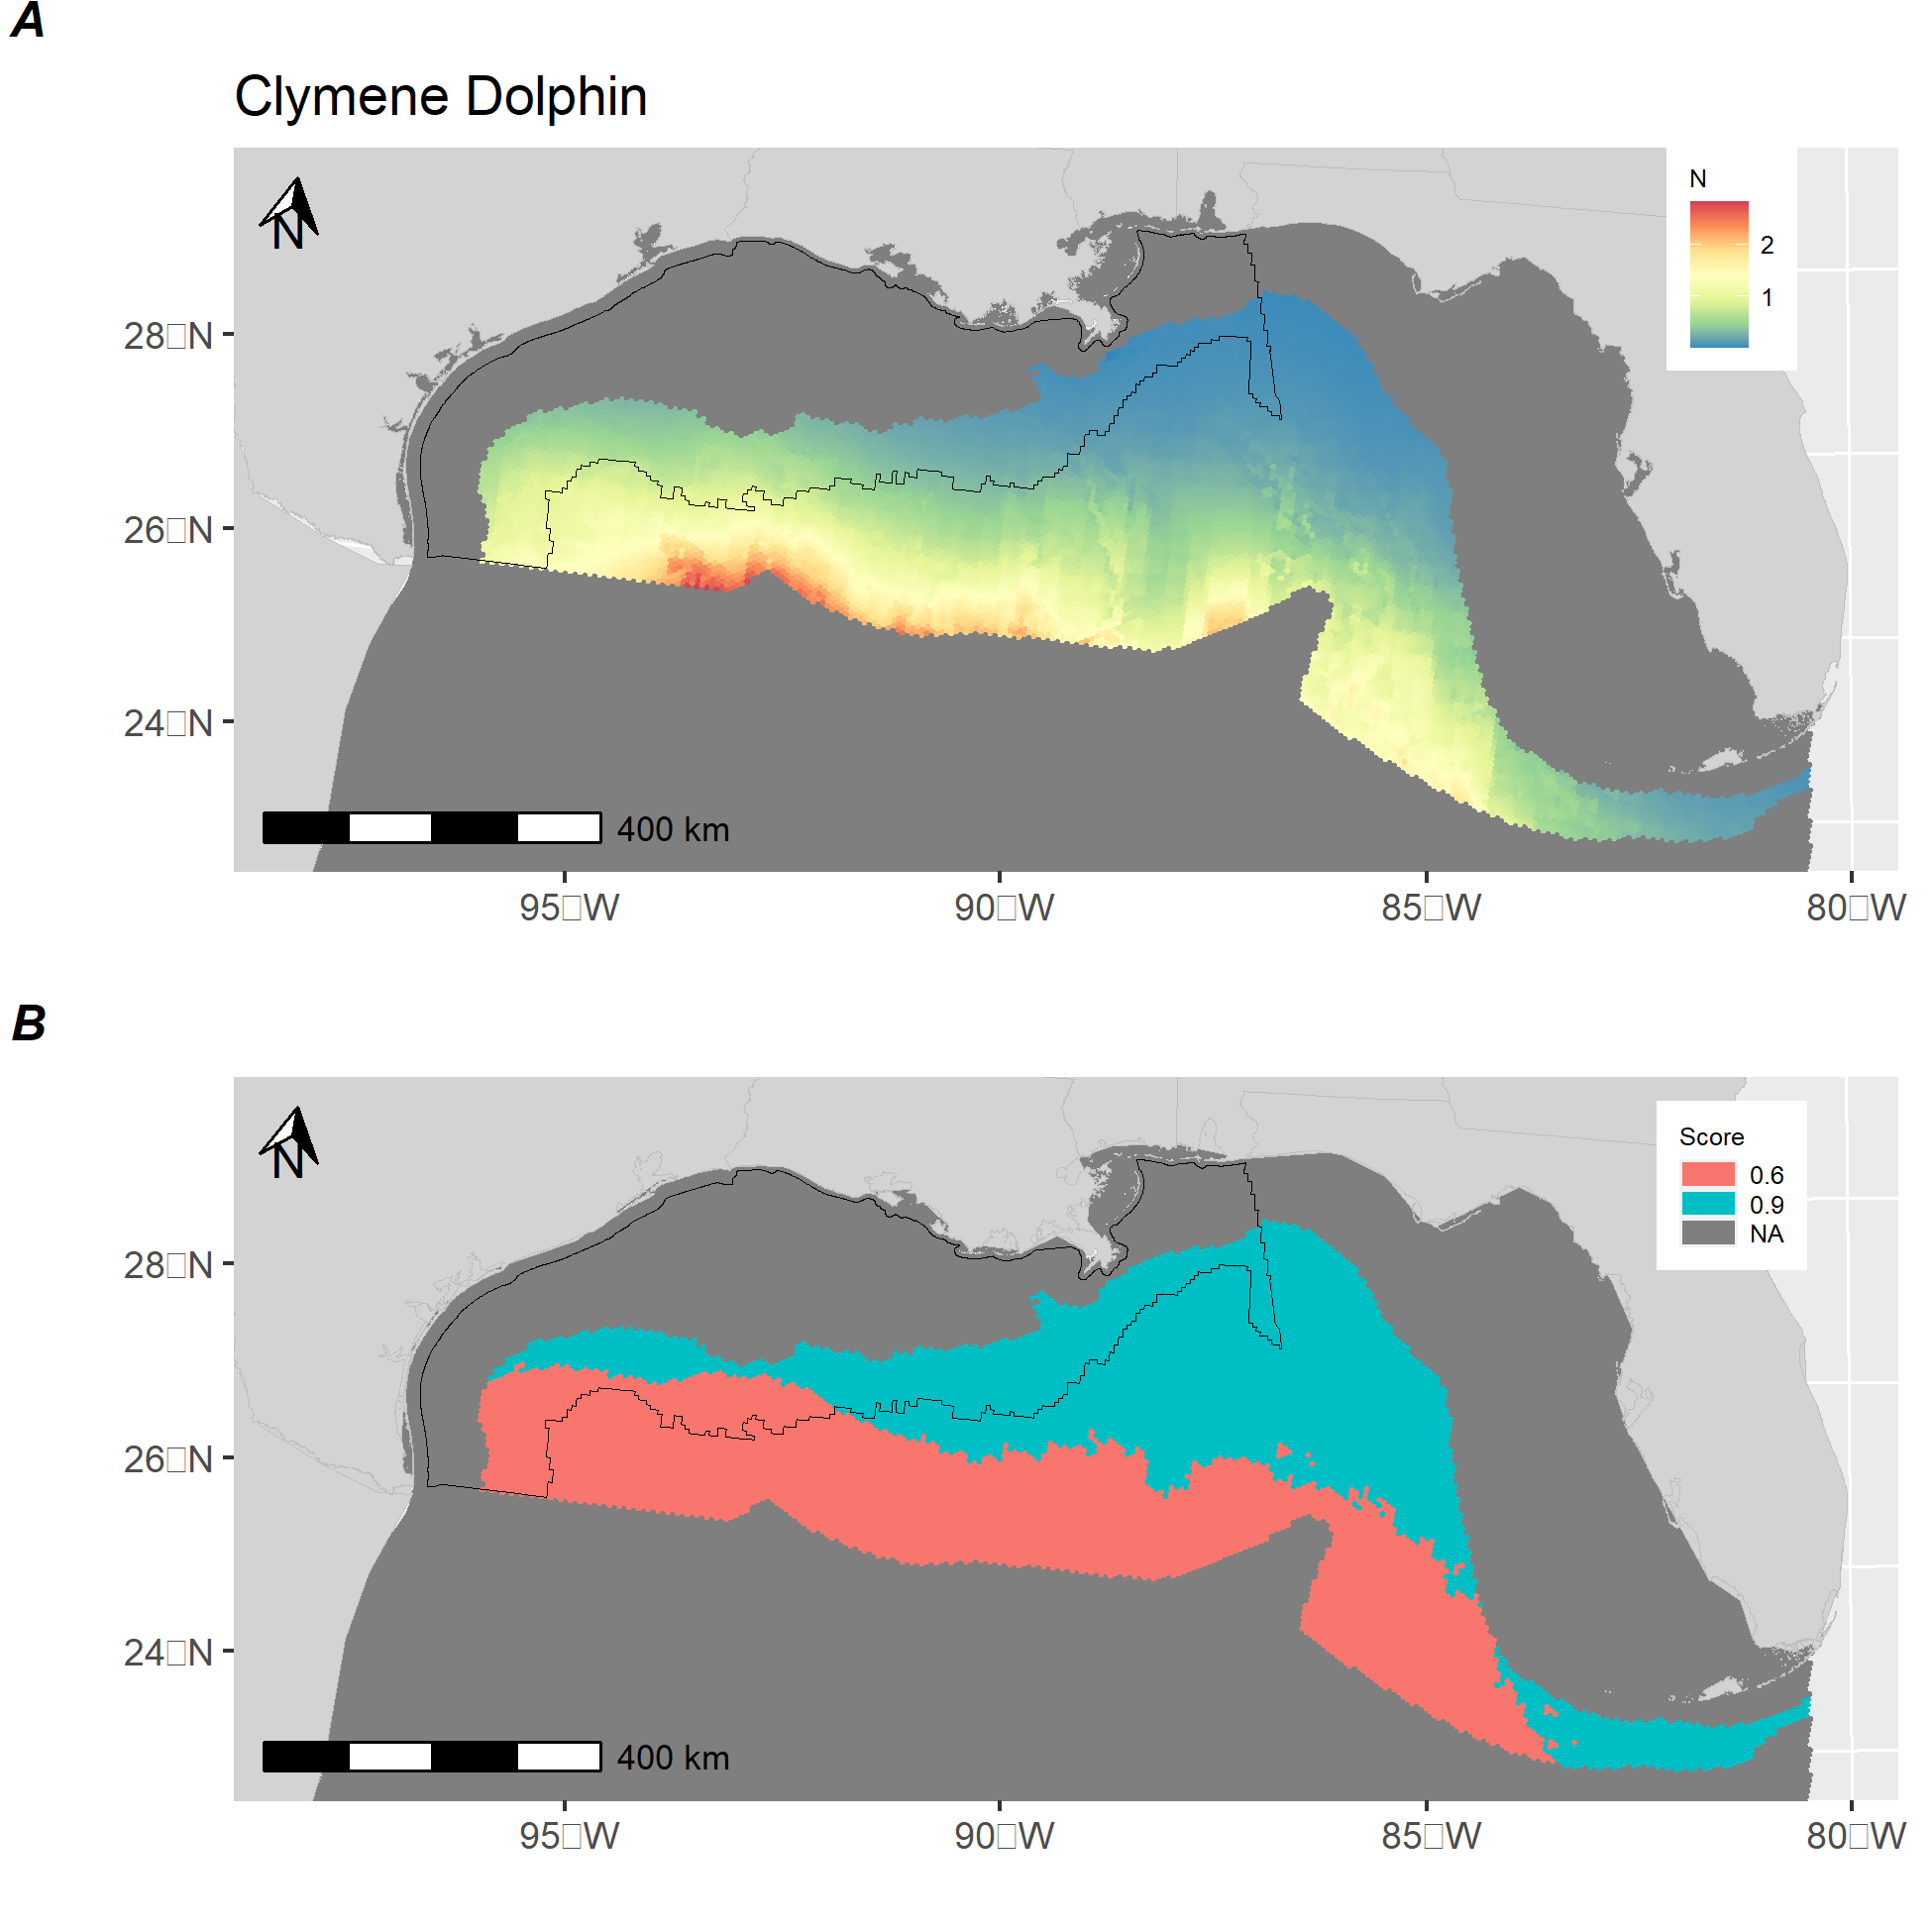 A
Clymene Dolphin
N
N
2
1
28□N
26□N
24□N
400 km
95□W
90□W
85□W
80□W
B
N
Score
0.6
0.9
NA
28□N
26□N
24□N
400 km
95□W
90□W
85□W
80□W